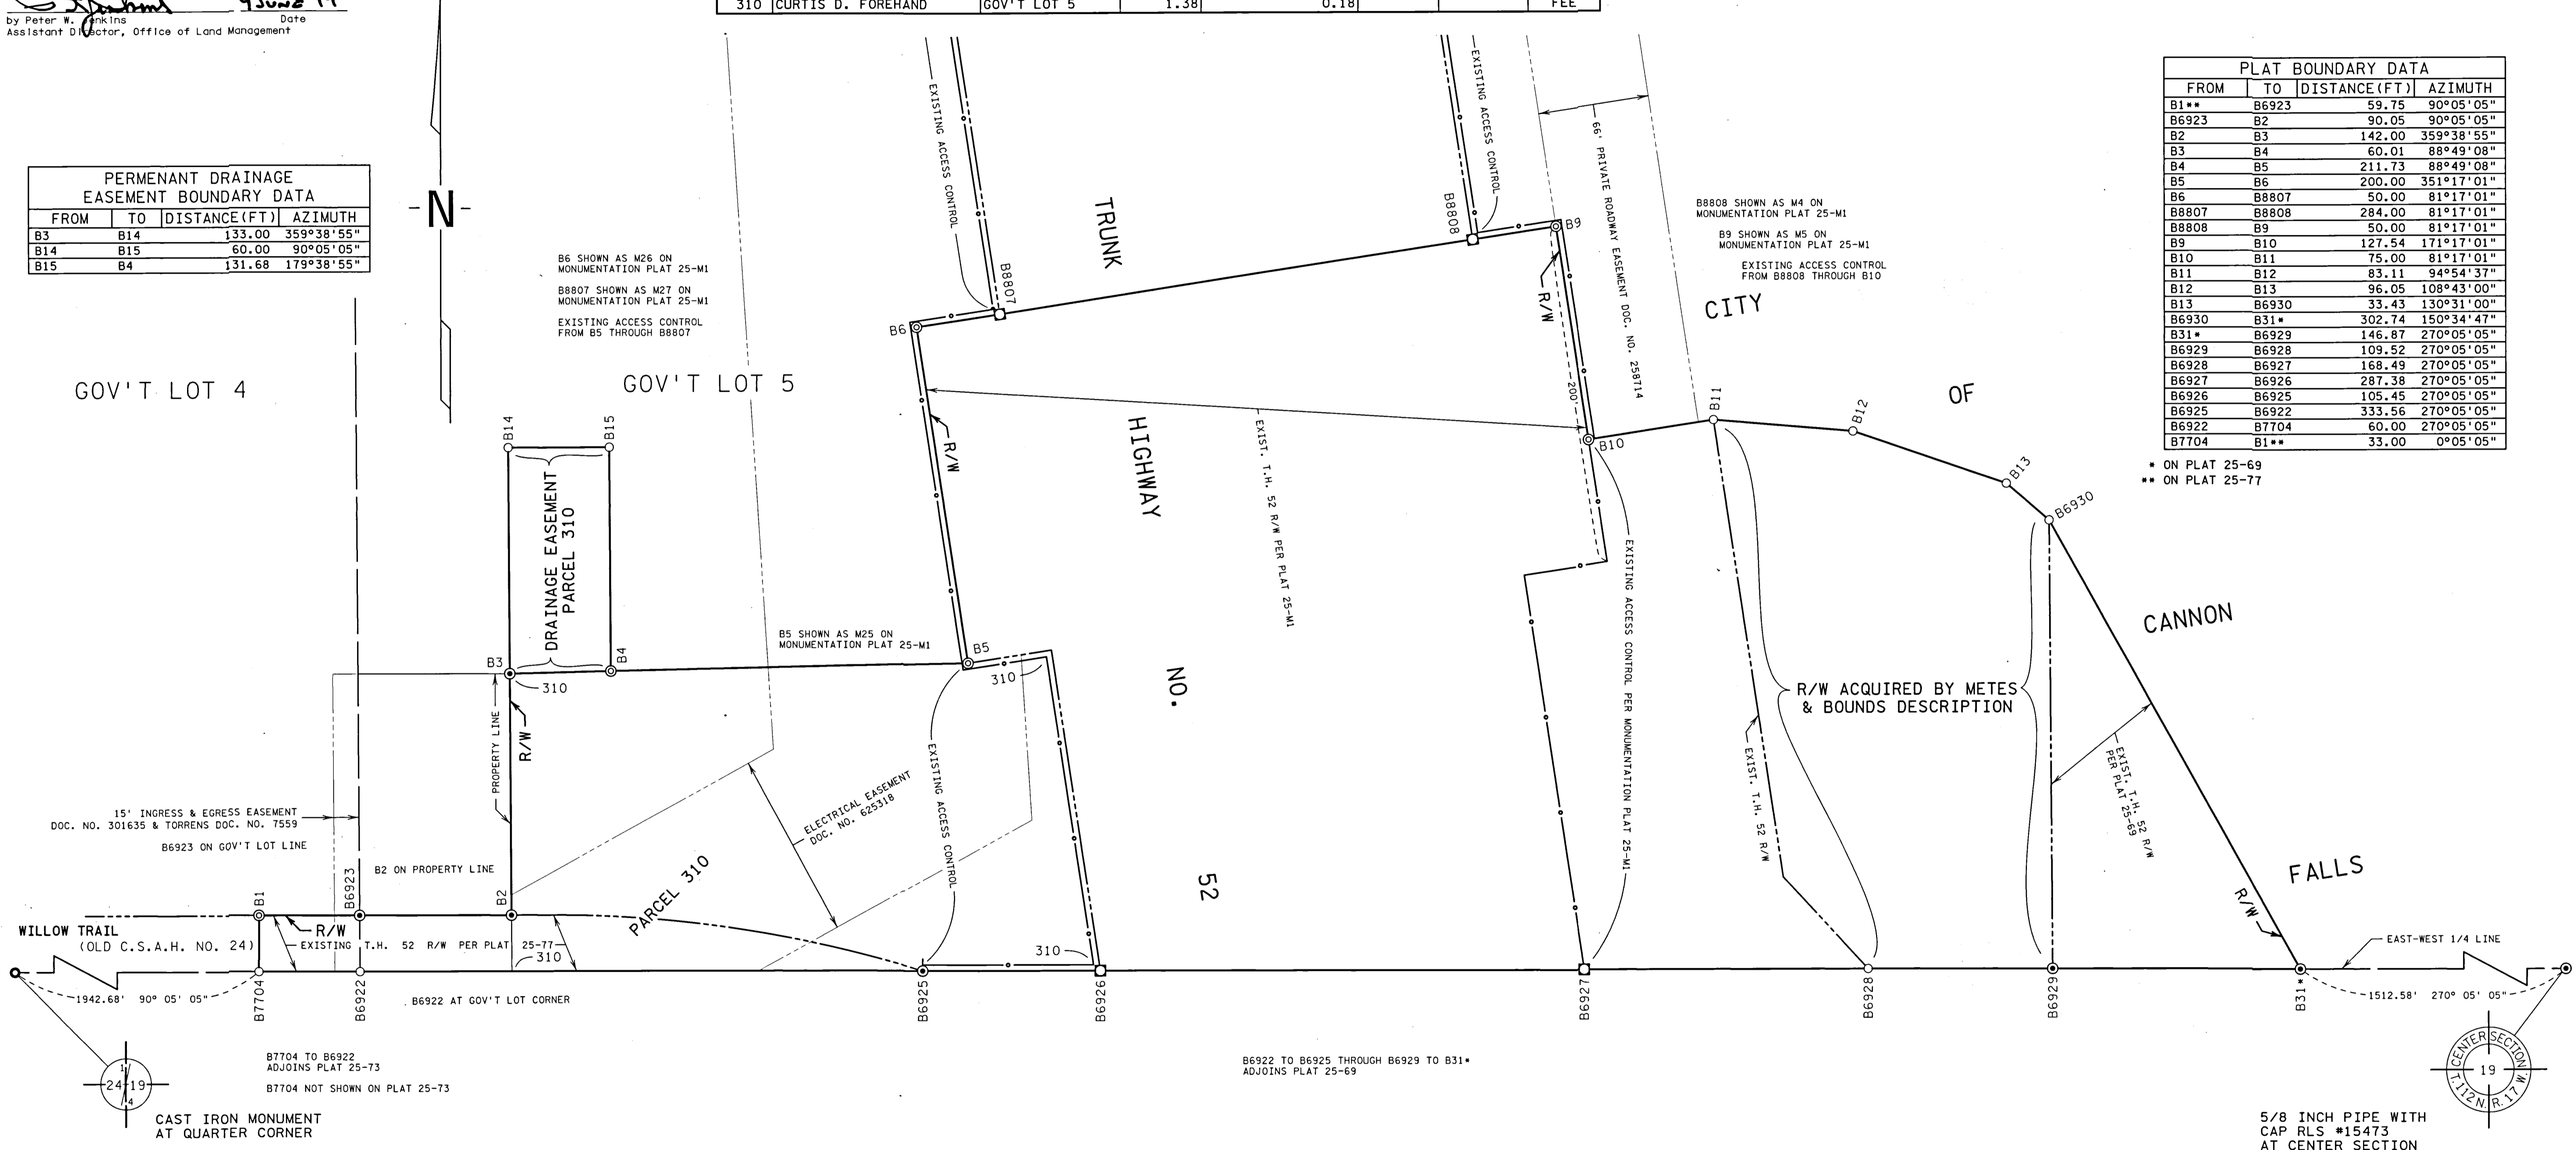 9 JUNE
by Peter W. Jenkins Date
Assistant Director, Office of Land Management
310 CURTIS D. FOREHAND GOV'T LOT 5 1.38 0.18 FEE
PERMENANT DRAINAGE
EASEMENT BOUNDARY DATA
FROM TO DISTANCE(FT) AZIMUTH
B3 B14 133.00 359°38'55"
B14 B15 60.00 90°05'05"
B15 B4 131.68 179°38'55"
-N-
PLAT BOUNDARY DATA
FROM TO DISTANCE(FT) AZIMUTH
B1** B6923 59.75 90°05'05"
B6923 B2 90.05 90°05'05"
B2 B3 142.00 359°38'55"
B3 B4 60.01 88°49'08"
B4 B5 211.73 88°49'08"
B5 B6 200.00 351°17'01"
B6 B8807 50.00 81°17'01"
B8807 B8808 284.00 81°17'01"
B8808 B9 50.00 81°17'01"
B9 B10 127.54 171°17'01"
B10 B11 75.00 81°17'01"
B11 B12 83.11 94°54'37"
B12 B13 96.05 108°43'00"
B13 B6930 33.43 130°31'00"
B6930 B31* 302.74 150°34'47"
B31* B6929 146.87 270°05'05"
B6929 B6928 109.52 270°05'05"
B6928 B6927 168.49 270°05'05"
B6927 B6926 287.38 270°05'05"
B6926 B6925 105.45 270°05'05"
B6925 B6922 333.56 270°05'05"
B6922 B7704 60.00 270°05'05"
B7704 B1** 33.00 0°05'05"
* ON PLAT 25-69
** ON PLAT 25-77
B6 SHOWN AS M26 ON
MONUMENTATION PLAT 25-M1
B8807 SHOWN AS M27 ON
MONUMENTATION PLAT 25-M1
EXISTING ACCESS CONTROL
FROM B5 THROUGH B8807
EXISTING ACCESS CONTROL
EXISTING ACCESS CONTROL
B8808 SHOWN AS M4 ON
MONUMENTATION PLAT 25-M1
B9 SHOWN AS M5 ON
MONUMENTATION PLAT 25-M1
EXISTING ACCESS CONTROL
FROM B8808 THROUGH B10
66' PRIVATE ROADWAY EASEMENT DOC. NO. 258714
TRUNK
HIGHWAY
NO.
52
CITY
OF
CANNON
FALLS
GOV'T LOT 4
GOV'T LOT 5
B8807
B8808
B6
B9
R/W
R/W
200'
B10
B11
B12
B13
B6930
B14
B15
DRAINAGE EASEMENT
PARCEL 310
EXIST. T.H. 52 R/W PER PLAT 25-M1
B5 SHOWN AS M25 ON
MONUMENTATION PLAT 25-M1
B3
B4
B5
310
310
PROPERTY LINE
R/W
R/W ACQUIRED BY METES
& BOUNDS DESCRIPTION
EXISTING ACCESS CONTROL PER MONUMENTATION PLAT 25-M1
EXIST. T.H. 52 R/W
EXIST. T.H. 52 R/W
PER PLAT 25-69
EXISTING ACCESS CONTROL
ELECTRICAL EASEMENT
DOC. NO. 625318
15' INGRESS & EGRESS EASEMENT
DOC. NO. 301635 & TORRENS DOC. NO. 7559
B6923 ON GOV'T LOT LINE
B2 ON PROPERTY LINE
PARCEL 310
B1
B6923
B2
WILLOW TRAIL
(OLD C.S.A.H. NO. 24)
R/W
EXISTING T.H. 52 R/W PER PLAT 25-77
310
310
R/W
EAST-WEST 1/4 LINE
1942.68' 90° 05' 05"
1512.58' 270° 05' 05"
B7704
B6922
B6922 AT GOV'T LOT CORNER
B6925
B6926
B6927
B6928
B6929
B31*
B7704 TO B6922
ADJOINS PLAT 25-73
B7704 NOT SHOWN ON PLAT 25-73
B6922 TO B6925 THROUGH B6929 TO B31*
ADJOINS PLAT 25-69
1
24 19
4
CAST IRON MONUMENT
AT QUARTER CORNER
CENTER SECTION
19
T.112 N. R.17 W.
5/8 INCH PIPE WITH
CAP RLS #15473
AT CENTER SECTION